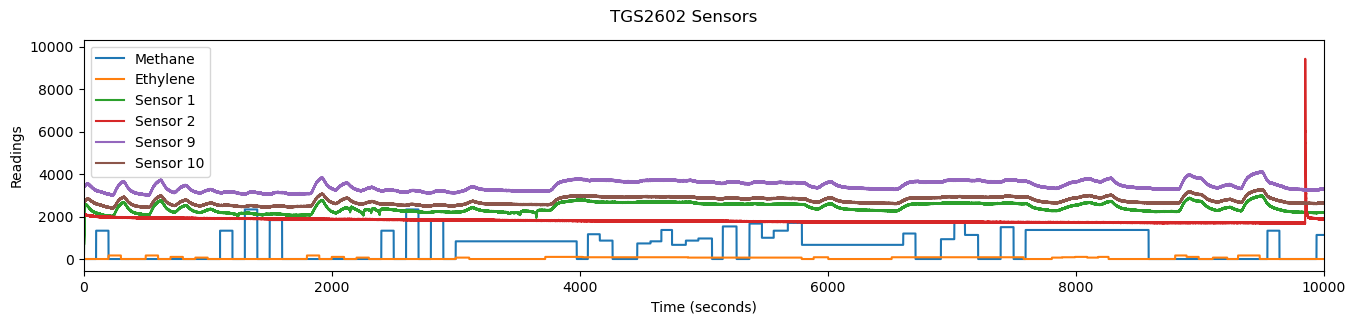 TGS2602 Sensors
10000
8000
6000
4000
2000
0
Readings
Methane
Ethylene
Sensor 1
Sensor 2
Sensor 9
Sensor 10
0
2000
4000
6000
8000
10000
Time (seconds)